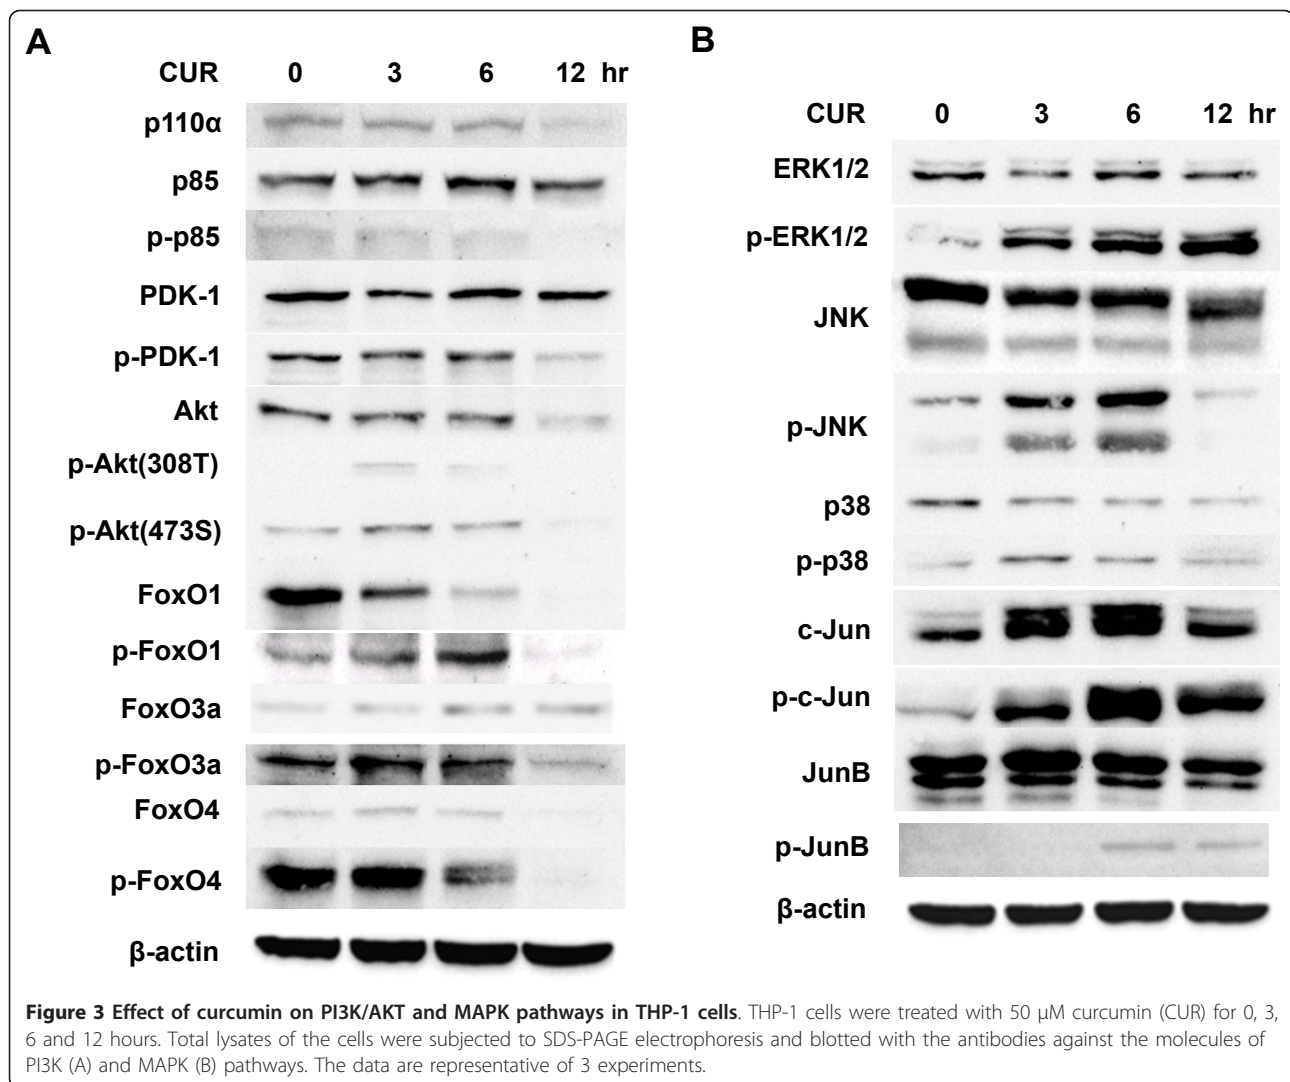 A
CUR 0 3 6 12 hr
p110α
p85
p-p85
PDK-1
p-PDK-1
Akt
p-Akt(308T)
p-Akt(473S)
FoxO1
p-FoxO1
FoxO3a
p-FoxO3a
FoxO4
p-FoxO4
β-actin
B
CUR 0 3 6 12 hr
ERK1/2
p-ERK1/2
JNK
p-JNK
p38
p-p38
c-Jun
p-c-Jun
JunB
p-JunB
β-actin
Figure 3 Effect of curcumin on PI3K/AKT and MAPK pathways in THP-1 cells. THP-1 cells were treated with 50 μM curcumin (CUR) for 0, 3,
6 and 12 hours. Total lysates of the cells were subjected to SDS-PAGE electrophoresis and blotted with the antibodies against the molecules of
PI3K (A) and MAPK (B) pathways. The data are representative of 3 experiments.